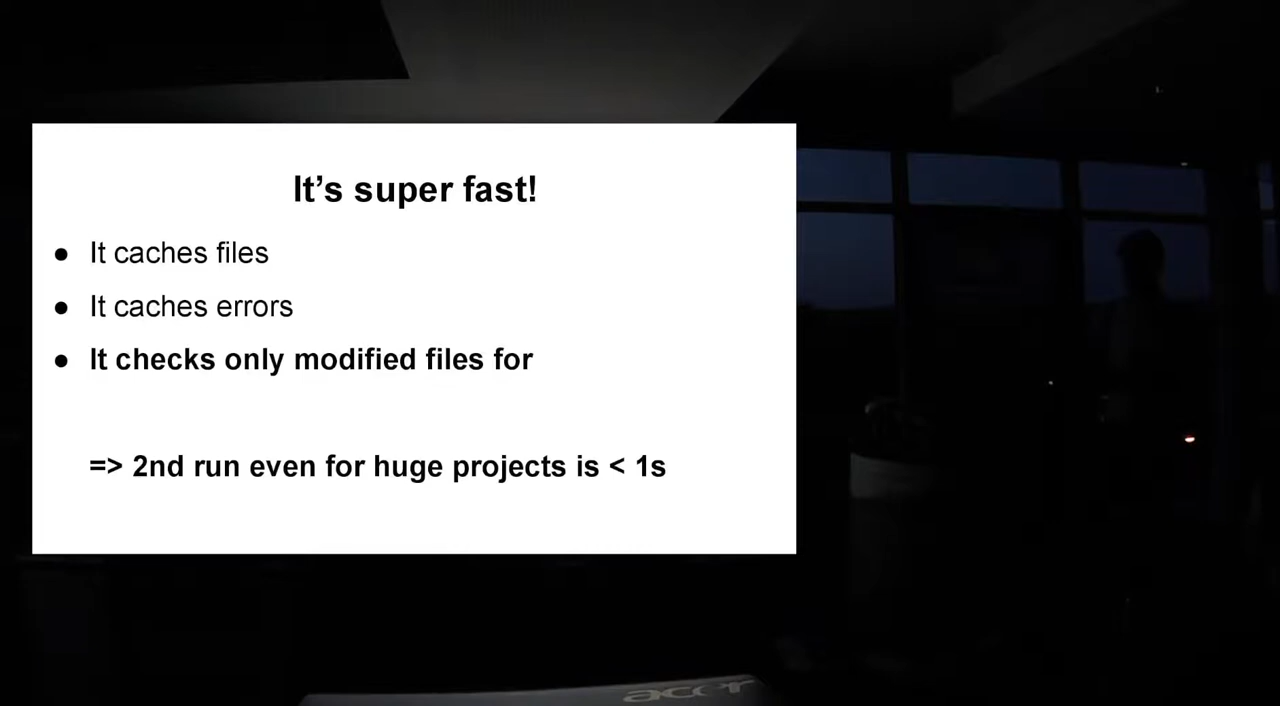 It’s super fast!
● It caches files
● It caches errors
● It checks only modified files for
=> 2nd run even for huge projects is < 1s
acer